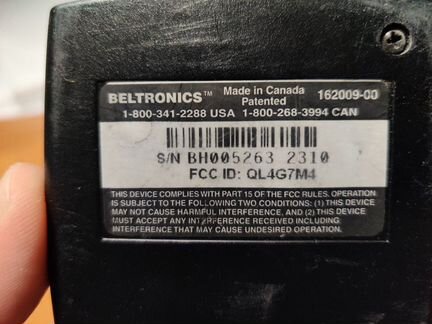 BELTRONICS™ Made in Canada 162009-00
Patented
1-800-341-2288 USA 1-800-268-3994 CAN
S/N BH005263 2310
FCC ID: QL4G7M4
THIS DEVICE COMPLIES WITH PART 15 OF THE FCC RULES. OPERATION
IS SUBJECT TO THE FOLLOWING TWO CONDITIONS: (1) THIS DEVICE
MAY NOT CAUSE HARMFUL INTERFERENCE, AND (2) THIS DEVICE
MUST ACCEPT ANY INTERFERENCE RECEIVED INCLUDING
INTERFERENCE THAT MAY CAUSE UNDESIRED OPERATION.